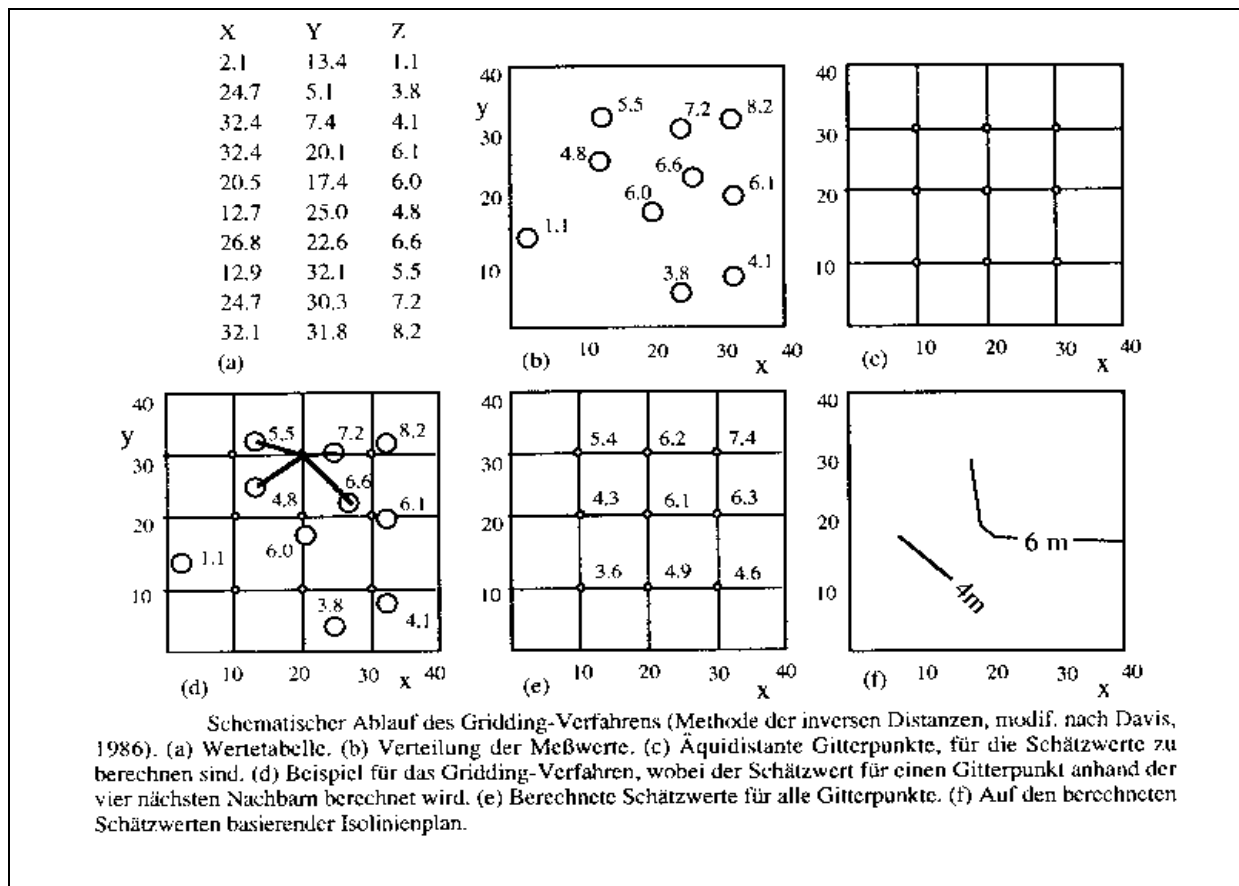 X Y Z
2.1 13.4 1.1
24.7 5.1 3.8
32.4 7.4 4.1
32.4 20.1 6.1
20.5 17.4 6.0
12.7 25.0 4.8
26.8 22.6 6.6
12.9 32.1 5.5
24.7 30.3 7.2
32.1 31.8 8.2
(a)
40
y
30
20
10
5.5 7.2 8.2
4.8 6.6
6.0 6.1
1.1
3.8 4.1
10 20 30 40
(b) X
40
30
20
10
10 20 30 40
(c) X
40
y
30
20
10
5.5 7.2 8.2
4.8 6.6 6.1
6.0
1.1
3.8 4.1
10 20 30 40
(d) X
40
30
20
10
5.4 6.2 7.4
4.3 6.1 6.3
3.6 4.9 4.6
10 20 30 40
(e) X
40
30
20
10
6 m
4m
10 20 30 40
(f) X
Schematischer Ablauf des Gridding-Verfahrens (Methode der inversen Distanzen, modif. nach Davis,
1986). (a) Wertetabelle. (b) Verteilung der Meßwerte. (c) Äquidistante Gitterpunkte, für die Schätzwerte zu
berechnen sind. (d) Beispiel für das Gridding-Verfahren, wobei der Schätzwert für einen Gitterpunkt anhand der
vier nächsten Nachbarn berechnet wird. (e) Berechnete Schätzwerte für alle Gitterpunkte. (f) Auf den berechneten
Schätzwerten basierender Isolinienplan.